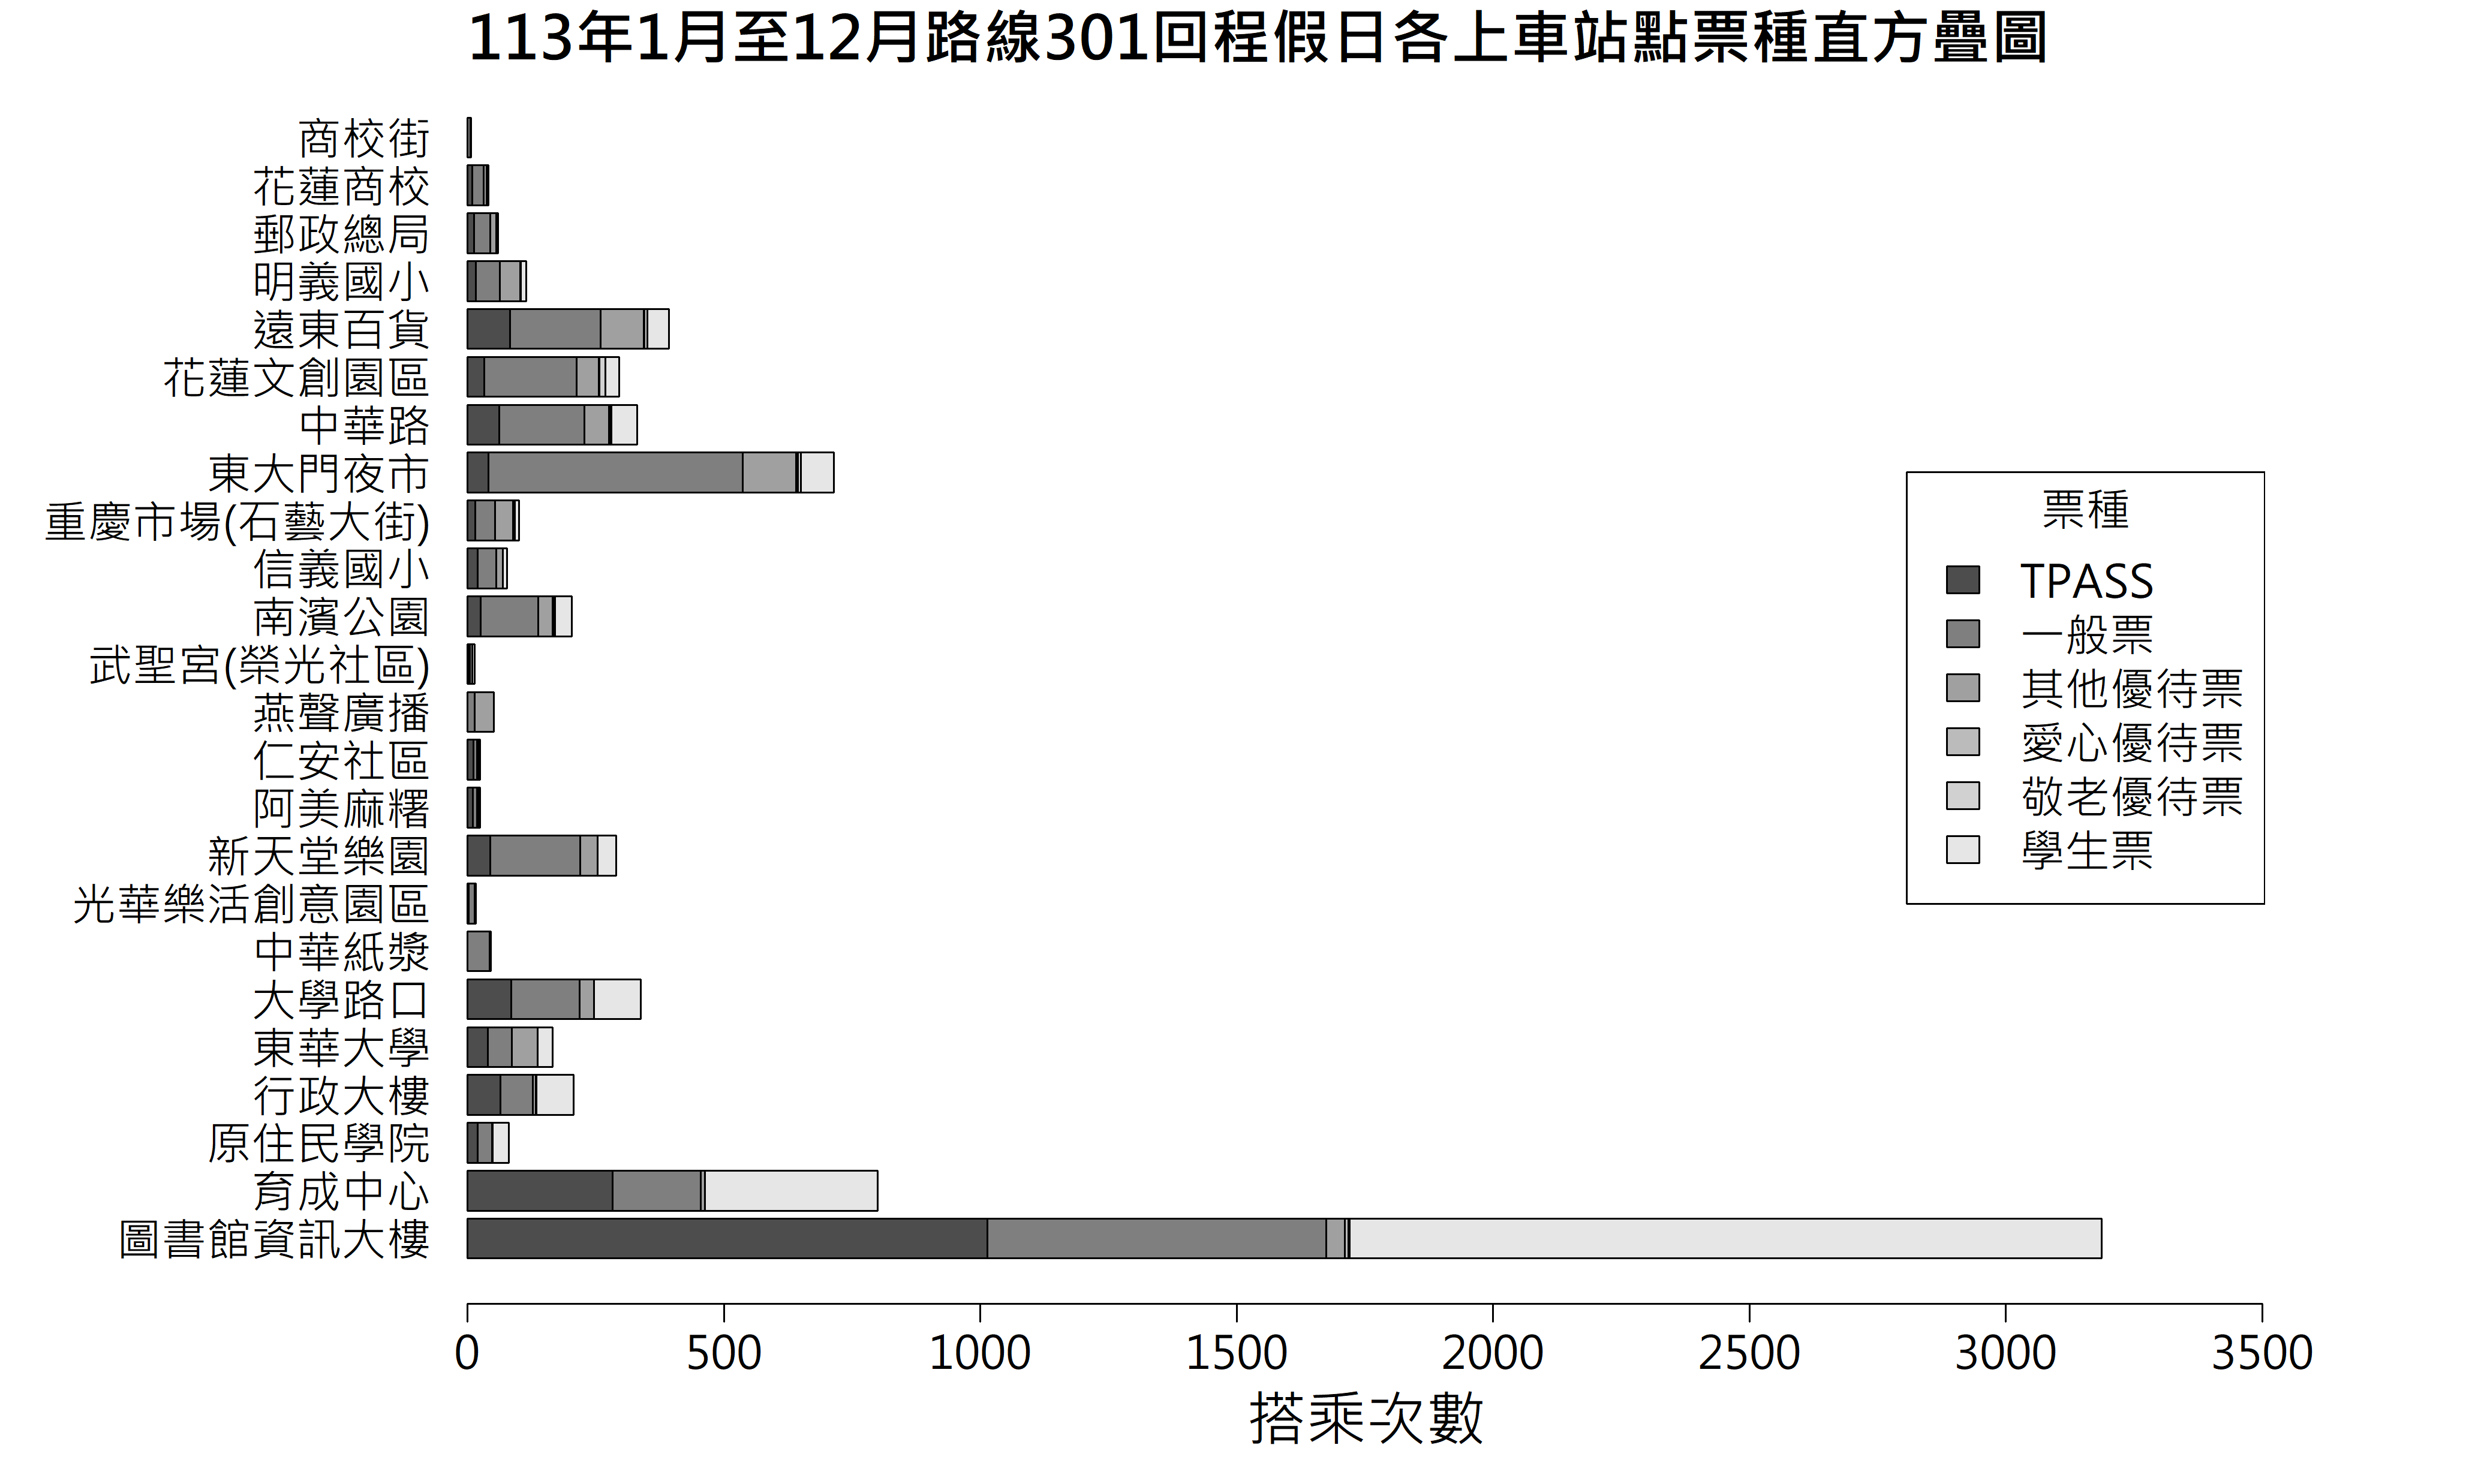 113年1月至12月路線301回程假日各上車站點票種直方疊圖
商校街
花蓮商校
郵政總局
明義國小
遠東百貨
花蓮文創園區
中華路
東大門夜市
重慶市場(石藝大街)
信義國小
南濱公園
武聖宮(榮光社區)
燕聲廣播
仁安社區
阿美麻糬
新天堂樂園
光華樂活創意園區
中華紙漿
大學路口
東華大學
行政大樓
原住民學院
育成中心
圖書館資訊大樓
票種
TPASS
一般票
其他優待票
愛心優待票
敬老優待票
學生票
0 500 1000 1500 2000 2500 3000 3500
搭乘次數